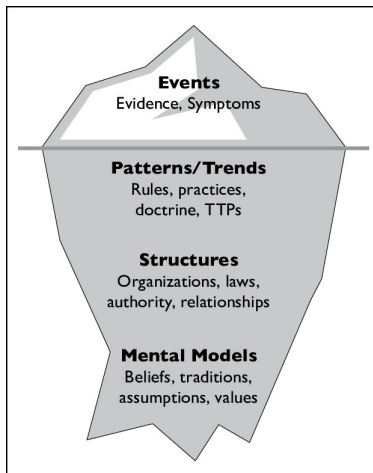 Events
Evidence, Symptoms
Patterns/Trends
Rules, practices,
doctrine, TTPs
Structures
Organizations, laws,
authority, relationships
Mental Models
Beliefs, traditions,
assumptions, values